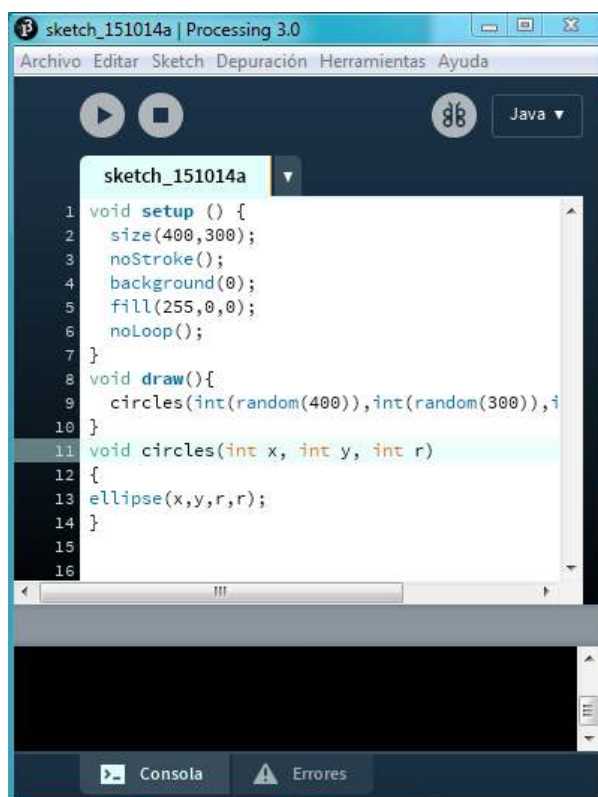 sketch_151014a | Processing 3.0
Archivo Editar Sketch Depuración Herramientas Ayuda
Java ▼
sketch_151014a ▼
1 void setup () {
2   size(400,300);
3   noStroke();
4   background(0);
5   fill(255,0,0);
6   noLoop();
7 }
8 void draw(){
9   circles(int(random(400)),int(random(300)),i
10 }
11 void circles(int x, int y, int r)
12 {
13 ellipse(x,y,r,r);
14 }
15
16
Consola Errores